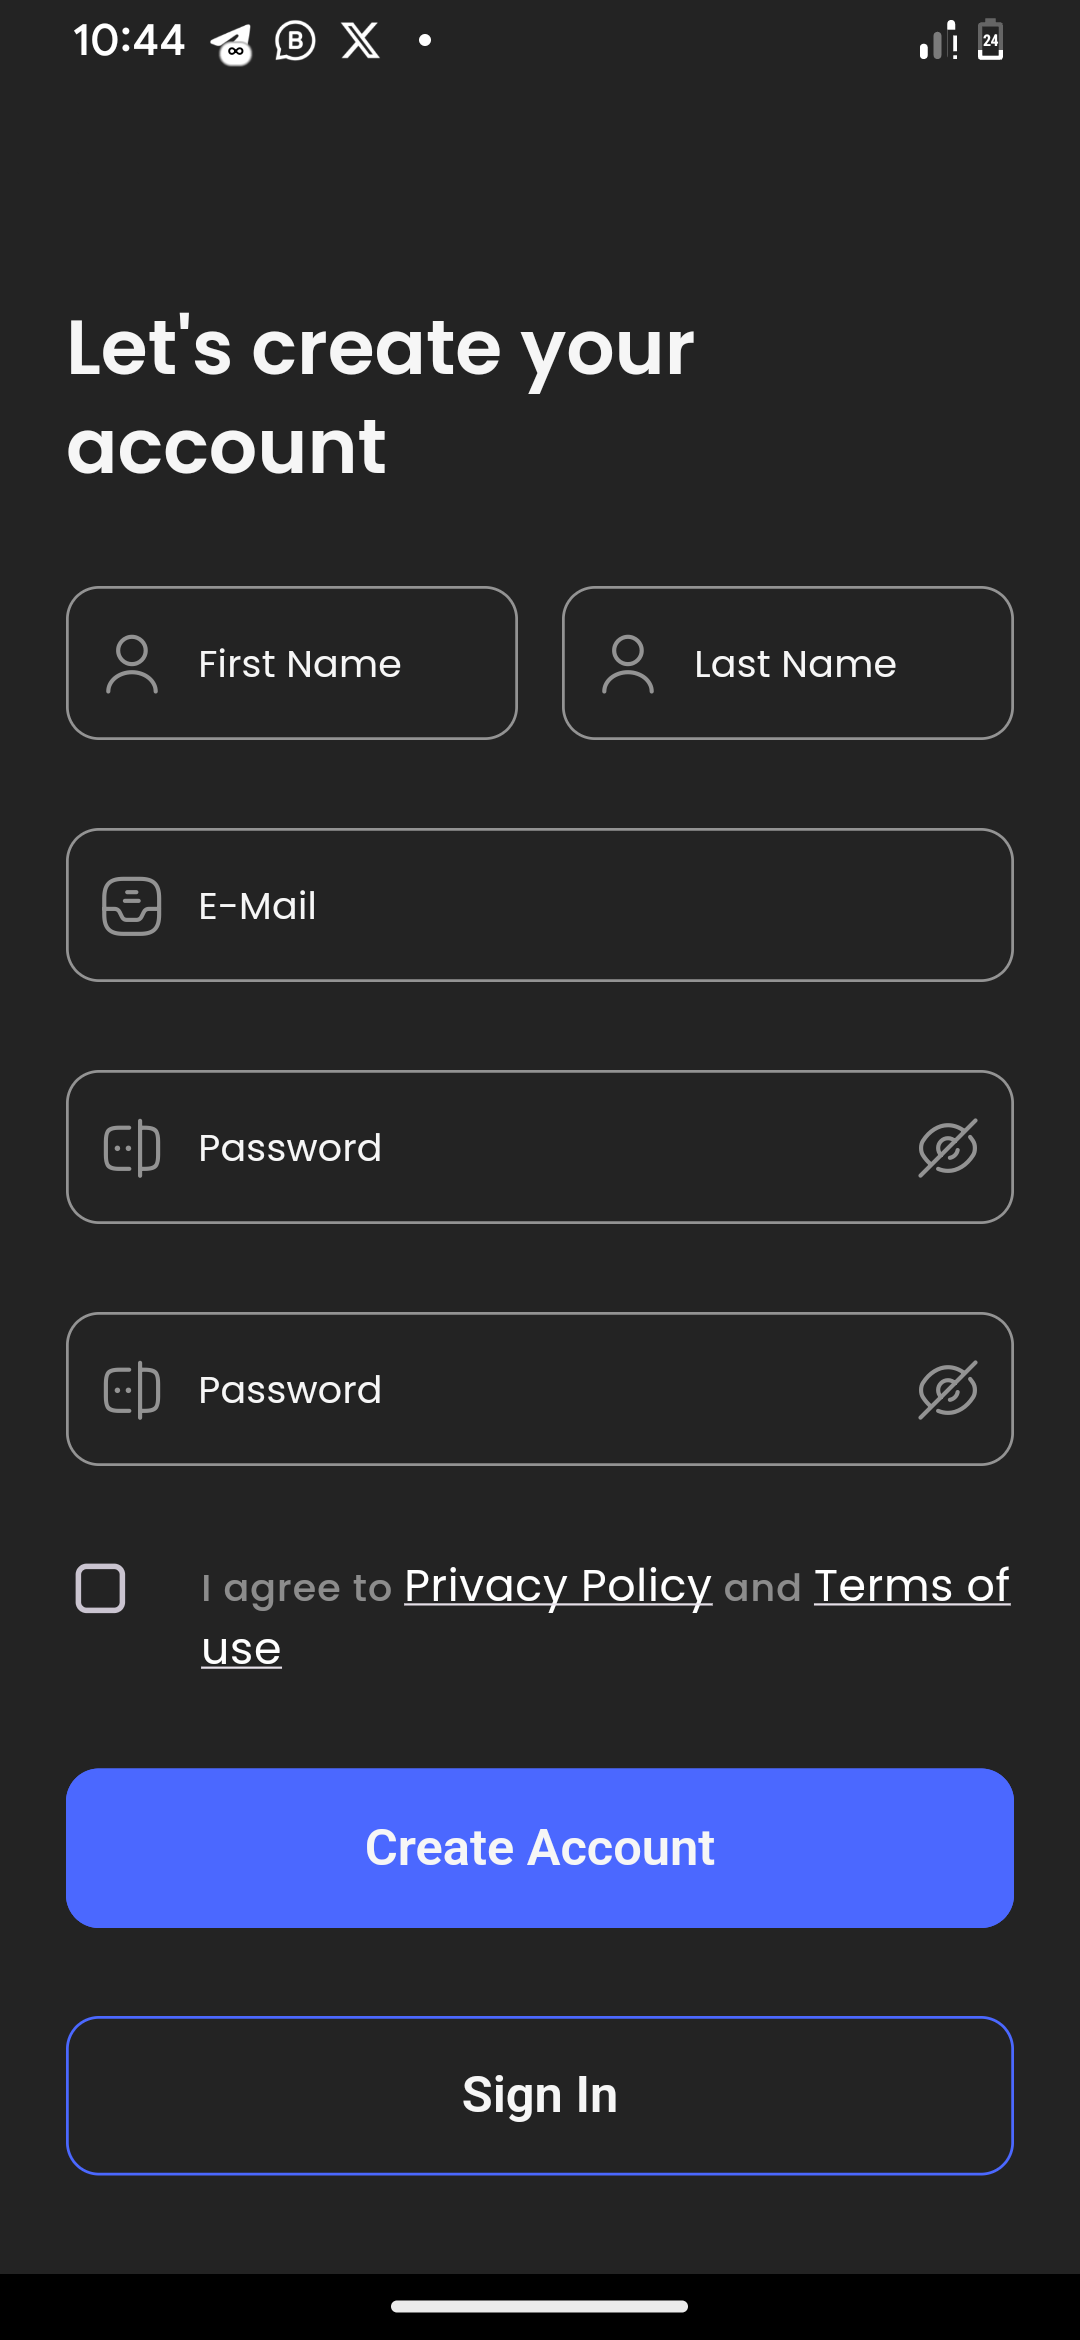 10:44
24
Let's create your
account
First Name Last Name
E-Mail
Password
Password
I agree to Privacy Policy and Terms of
use
Create Account
Sign In